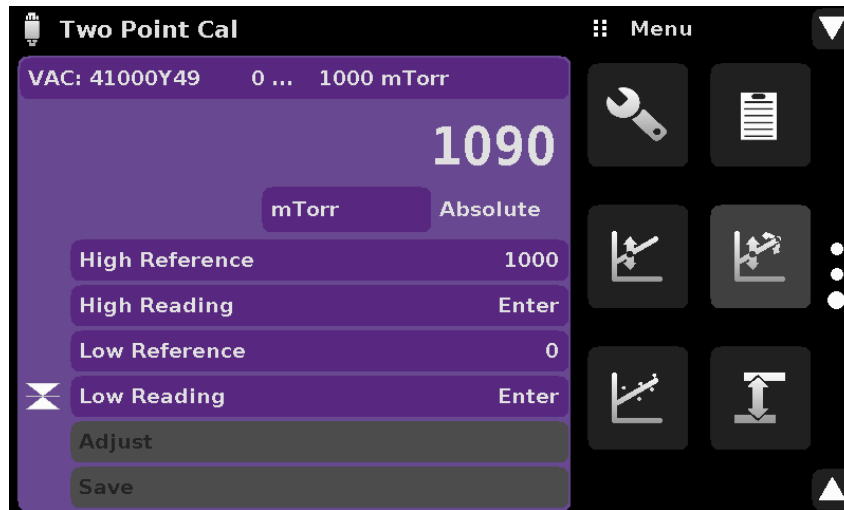 Two Point Cal
VAC: 41000Y49 0 ... 1000 mTorr
1090
mTorr Absolute
High Reference 1000
High Reading Enter
Low Reference 0
Low Reading Enter
Adjust
Save
Menu